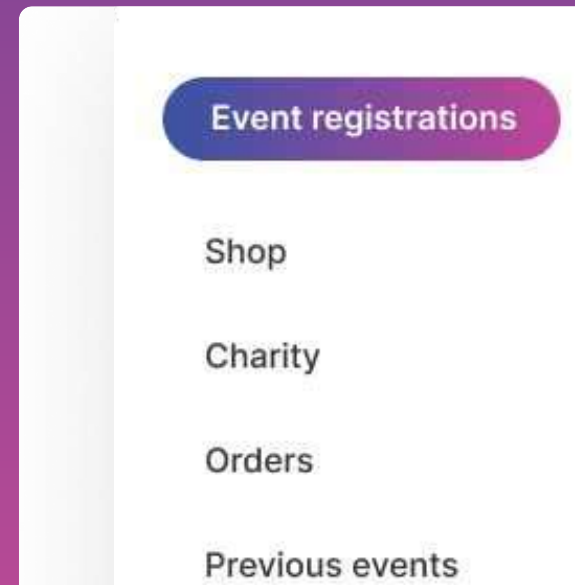 Event registrations
Shop
Charity
Orders
Previous events